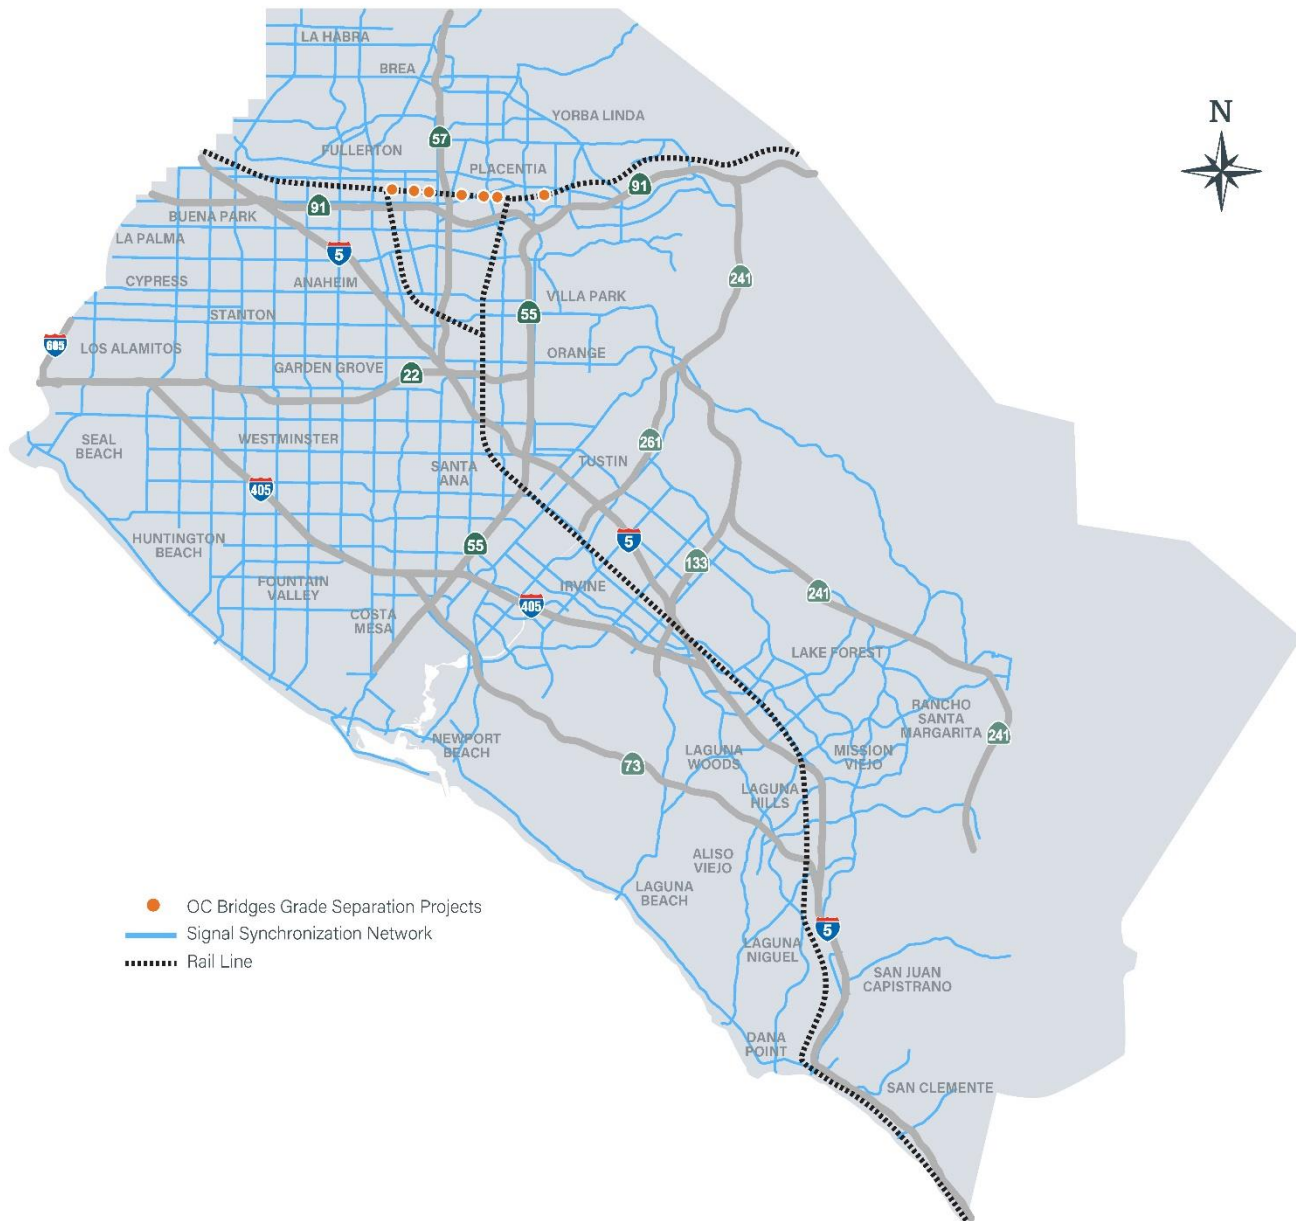 LA HABRA
BREA
N
YORBA LINDA
57
FULLERTON
PLACENTIA
91
91
BUENA PARK
LA PALMA
5
CYPRESS
ANAHEIM
241
VILLA PARK
STANTON
55
605
LOS ALAMITOS
ORANGE
GARDEN GROVE
22
SEAL
BEACH
WESTMINSTER
261
SANTA
ANA
TUSTIN
405
HUNTINGTON
BEACH
55
5
133
FOUNTAIN
VALLEY
IRVINE
241
405
COSTA
MESA
LAKE FOREST
RANCHO
SANTA
MARGARITA
241
NEWPORT
BEACH
LAGUNA
WOODS
MISSION
VIEJO
73
LAGUNA
HILLS
ALISO
VIEJO
LAGUNA
BEACH
OC Bridges Grade Separation Projects
Signal Synchronization Network
Rail Line
5
LAGUNA
NIGUEL
SAN JUAN
CAPISTRANO
DANA
POINT
SAN CLEMENTE